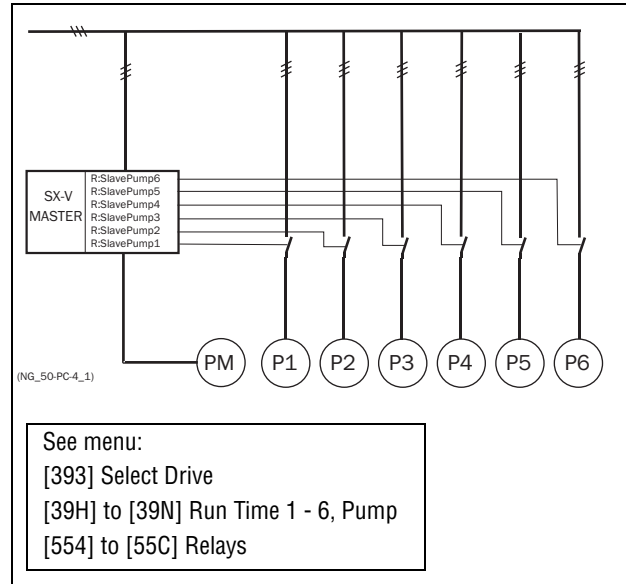 SX-V
MASTER
R:SlavePump6
R:SlavePump5
R:SlavePump4
R:SlavePump3
R:SlavePump2
R:SlavePump1
PM
P1
P2
P3
P4
P5
P6
(NG_50-PC-4_1)
See menu:
[393] Select Drive
[39H] to [39N] Run Time 1 - 6, Pump
[554] to [55C] Relays